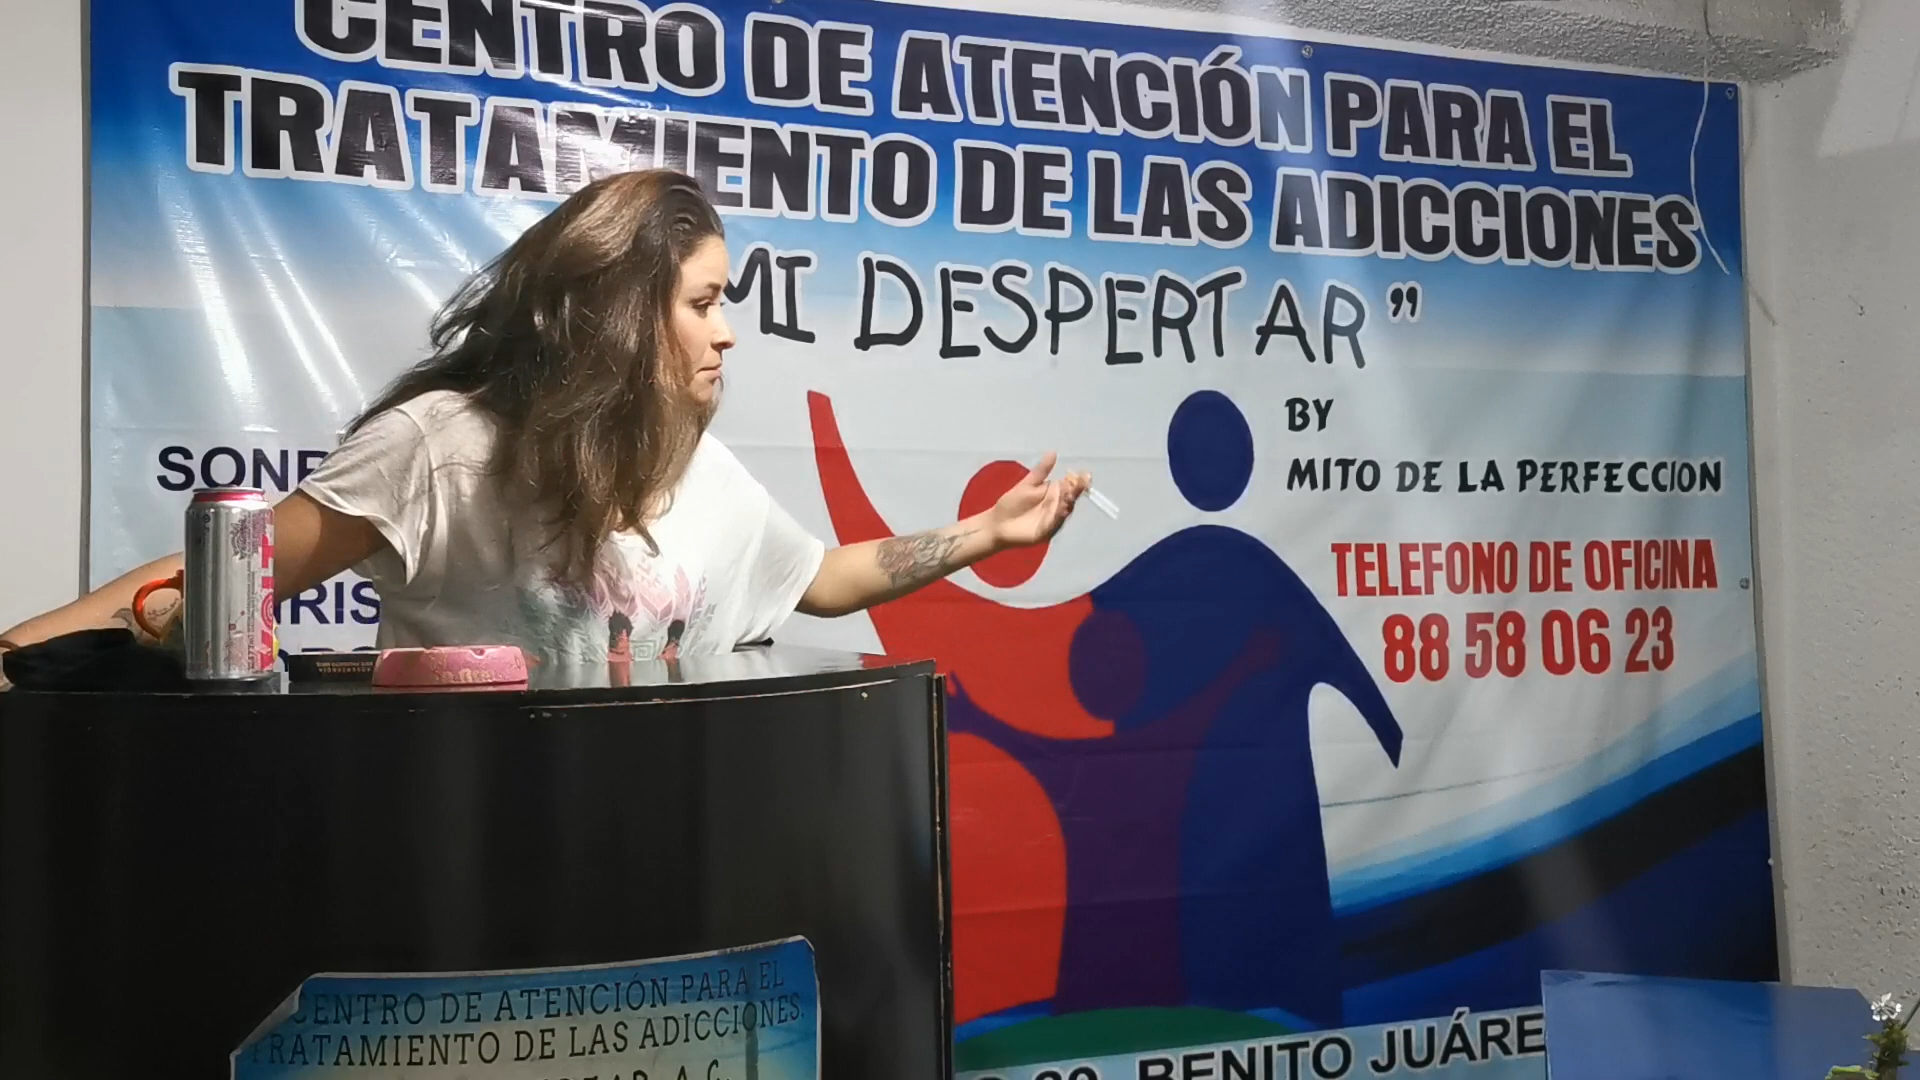 CENTRO DE ATENCIÓN PARA EL
TRATAMIENTO DE LAS ADICCIONES
MI DESPERTAR”
BY
MITO DE LA PERFECCION
TELEFONO DE OFICINA
88 58 06 23
BENITO JUÁRE
CENTRO DE ATENCIÓN PARA EL
TRATAMIENTO DE LAS ADICCIONES.
A.C.